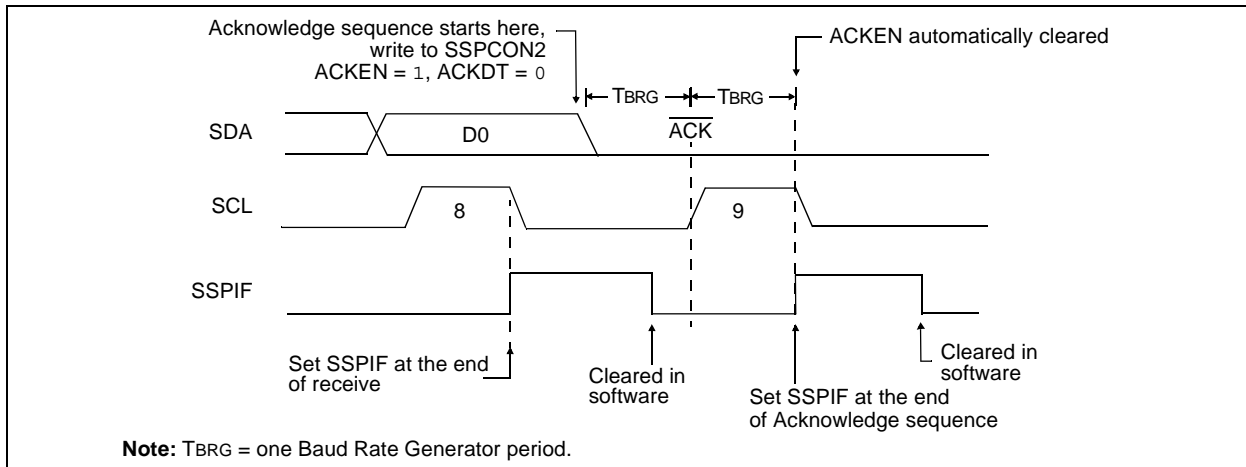 Acknowledge sequence starts here,
write to SSPCON2
ACKEN = 1, ACKDT = 0
ACKEN automatically cleared
TBRG
TBRG
SDA
D0
ACK
SCL
8
9
SSPIF
Set SSPIF at the end
of receive
Cleared in
software
Set SSPIF at the end
of Acknowledge sequence
Cleared in
software
Note: TBRG = one Baud Rate Generator period.